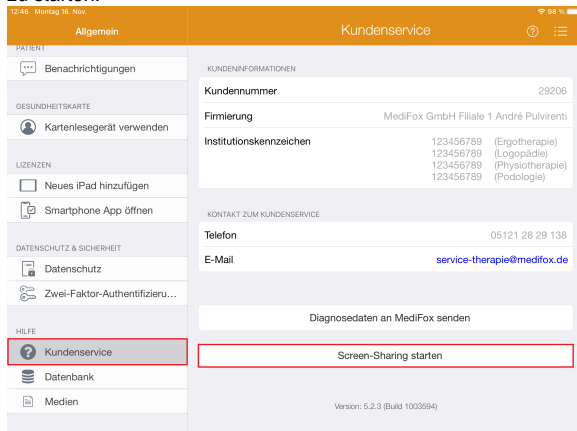 zu starten.
12:46 Montag 16. Nov.
98 %
Allgemein
Kundenservice
PATIENT
Benachrichtigungen
GESUNDHEITSKARTE
Kartenlesegerät verwenden
LIZENZEN
Neues iPad hinzufügen
Smartphone App öffnen
DATENSCHUTZ & SICHERHEIT
Datenschutz
Zwei-Faktor-Authentifizieru...
HILFE
Kundenservice
Datenbank
Medien
KUNDENINFORMATIONEN
Kundennummer 29206
Firmierung MediFox GmbH Filiale 1 André Pulvirenti
Institutionskennzeichen 123456789 (Ergotherapie)
123456789 (Logopädie)
123456789 (Physiotherapie)
123456789 (Podologie)
KONTAKT ZUM KUNDENSERVICE
Telefon 05121 28 29 138
E-Mail service-therapie@medifox.de
Diagnosedaten an MediFox senden
Screen-Sharing starten
Version: 5.2.3 (Build 1003594)